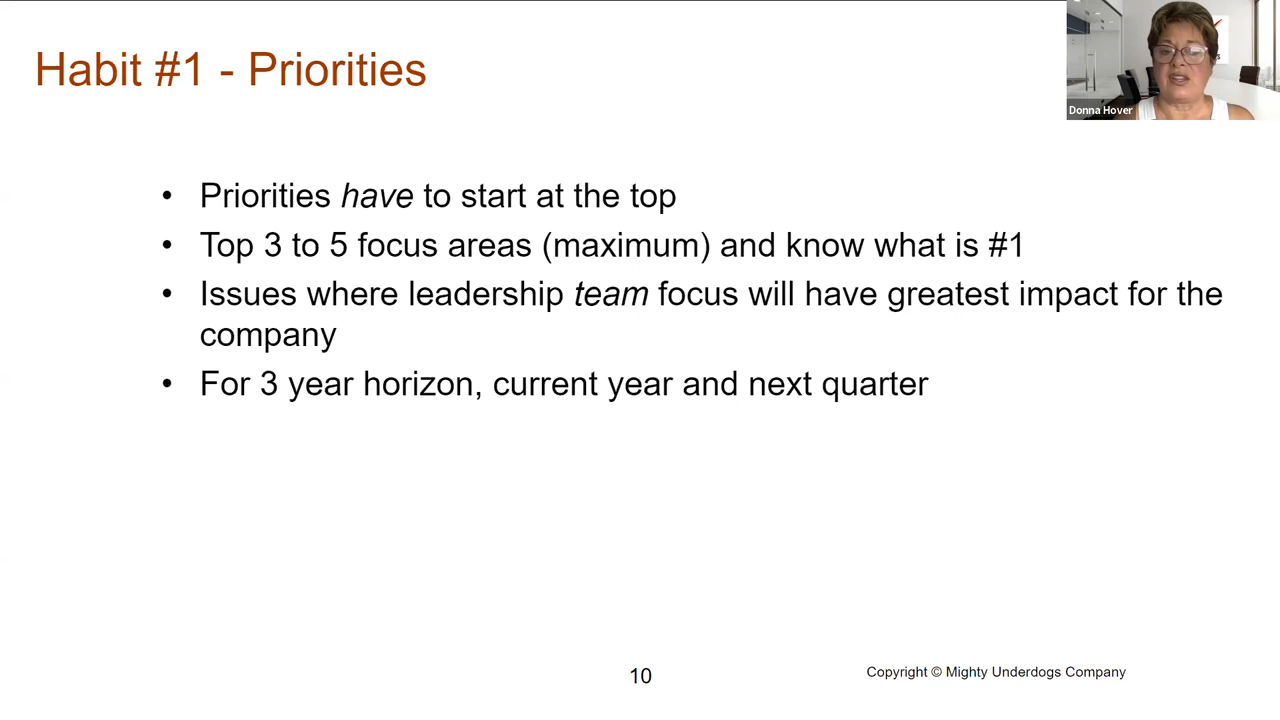 Habit #1 - Priorities
Donna Hover
• Priorities have to start at the top
• Top 3 to 5 focus areas (maximum) and know what is #1
• Issues where leadership team focus will have greatest impact for the
company
• For 3 year horizon, current year and next quarter
10
Copyright © Mighty Underdogs Company